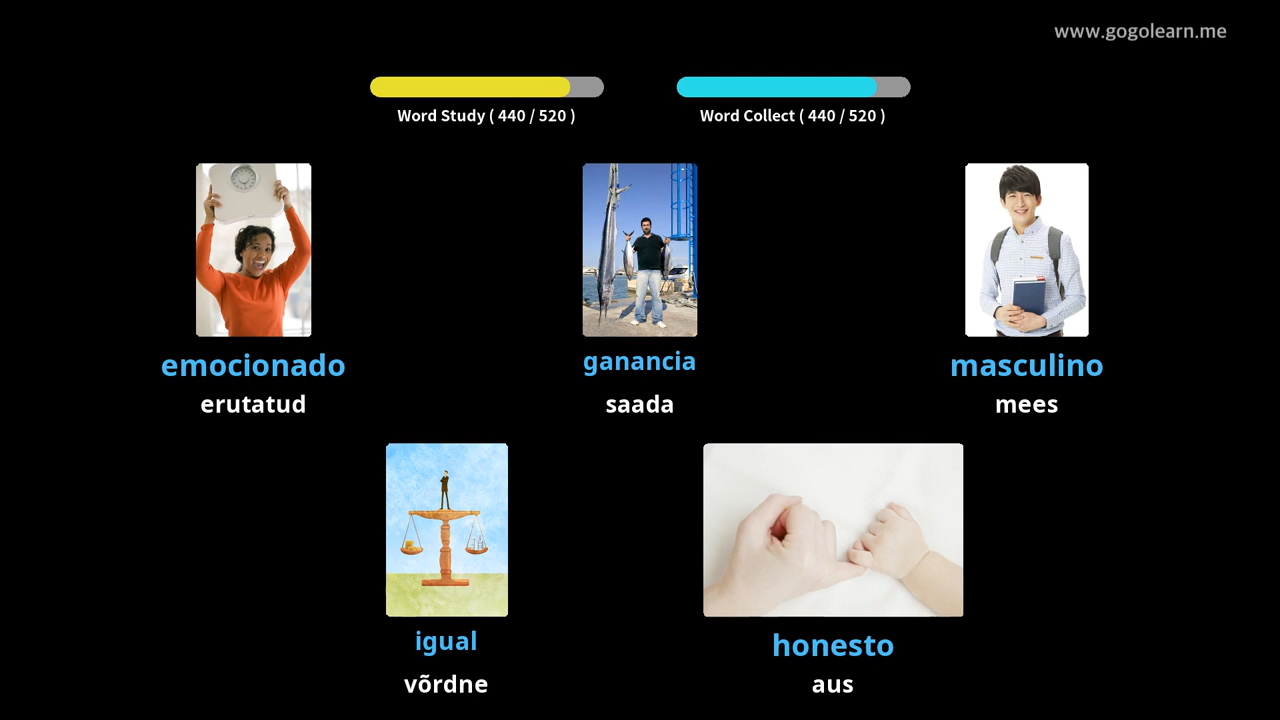 www.gogolearn.me
Word Study ( 440 / 520 )
Word Collect ( 440 / 520 )
emocionado
erutatud
ganancia
saada
masculino
mees
igual
võrdne
honesto
aus